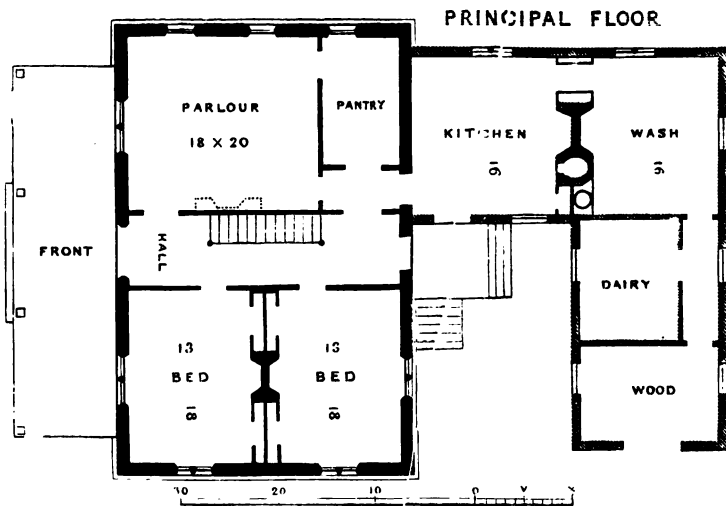 PRINCIPAL FLOOR
PARLOUR
18 X 20
PANTRY
KITCHEN
16
WASH
16
FRONT
HALL
DAIRY
13
BED
18
BED
18
WOOD
30 20 10 0